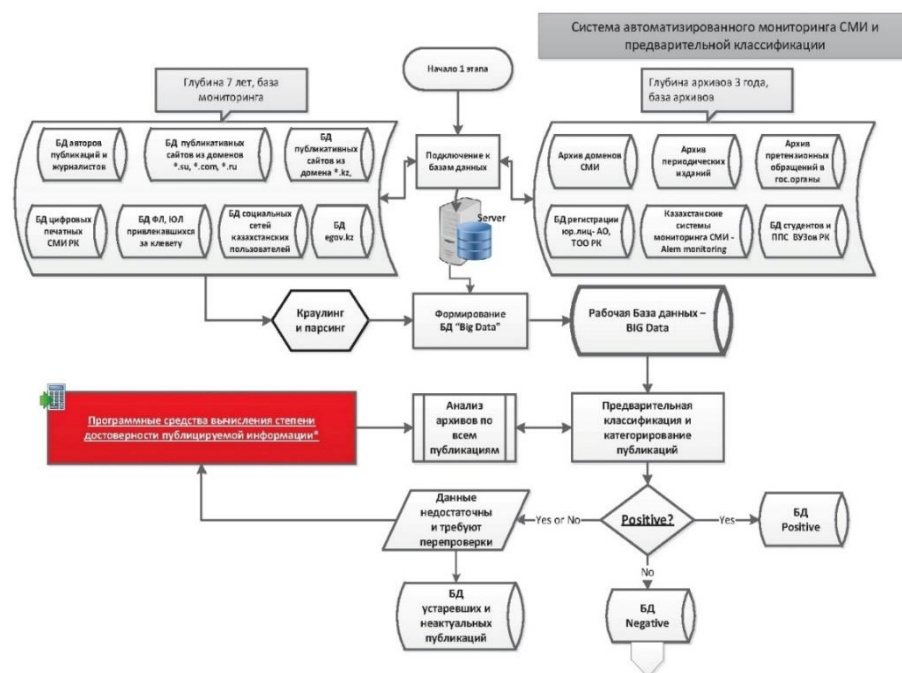 Система автоматизированного мониторинга СМИ и
предварительной классификации
Начало 1 этапа
Глубина 7 лет, база
мониторинга
Глубина архивов 3 года,
база архивов
БД авторов
публикаций и
журналистов
БД публикативных
сайтов из доменов
*.su, *.com, *.ru
БД
публикативных
сайтов из
домена *.kz,
Подключение к
базам данных
Архив доменов
СМИ
Архив
периодических
изданий
Архив
претензионных
обращений в
гос.органы
БД цифровых
печатных
СМИ РК
БД ФЛ, ЮЛ
привлекавшихся
за клевету
БД социальных
сетей
казахстанских
пользователей
БД
egov.kz
Server
БД регистрации
юр.лиц- АО,
ТОО РК
Казахстанские
системы
мониторинга СМИ -
Alem monitoring
БД студентов и
ППС ВУЗов РК
Краулинг
и парсинг
Формирование
БД "Big Data"
Рабочая База данных –
BIG Data
Программные средства вычисления степени
достоверности публицируемой информации*
Анализ
архивов по
всем
публикациям
Предварительная
классификация и
категорирование
публикаций
Данные
недостаточны
и требуют
перепроверки
Yes or No
Positive?
Yes
БД
Positive
No
БД
устаревших и
неактуальных
публикаций
БД
Negative